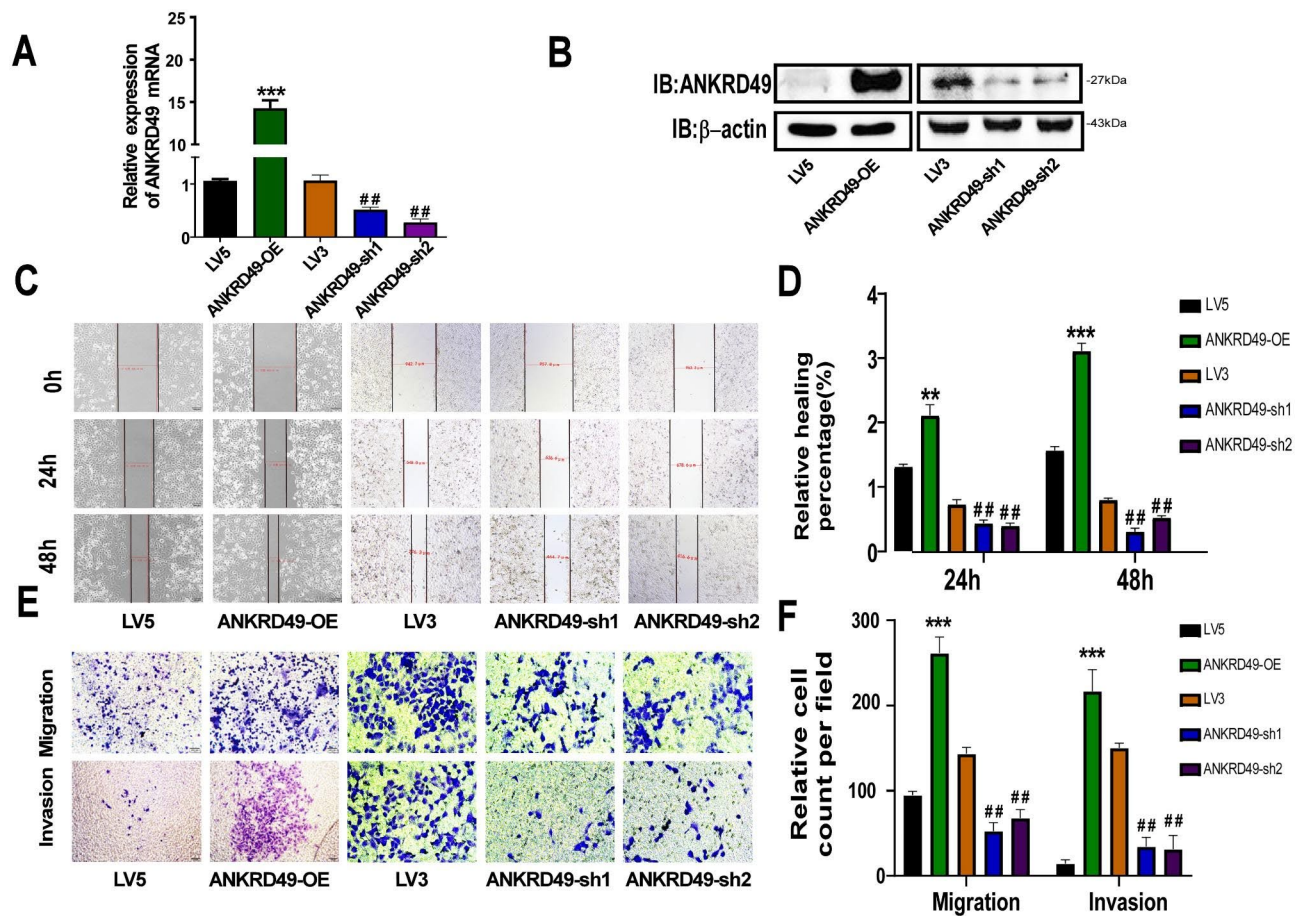 A
Relative expression
of ANKRD49 mRNA
25
20
15
10
1
0
***
##
##
LV5
ANKRD49-OE
LV3
ANKRD49-sh1
ANKRD49-sh2
B
IB:ANKRD49
IB:β–actin
-27kDa
-43kDa
LV5
ANKRD49-OE
LV3
ANKRD49-sh1
ANKRD49-sh2
C
0h
24h
48h
LV5
ANKRD49-OE
LV3
ANKRD49-sh1
ANKRD49-sh2
D
Relative healing
percentage(%)
4
3
2
1
0
**
##
##
***
##
##
24h
48h
LV5
ANKRD49-OE
LV3
ANKRD49-sh1
ANKRD49-sh2
E
Migration
Invasion
LV5
ANKRD49-OE
LV3
ANKRD49-sh1
ANKRD49-sh2
F
Relative cell
count per field
300
200
100
0
***
##
##
***
##
##
Migration
Invasion
LV5
ANKRD49-OE
LV3
ANKRD49-sh1
ANKRD49-sh2